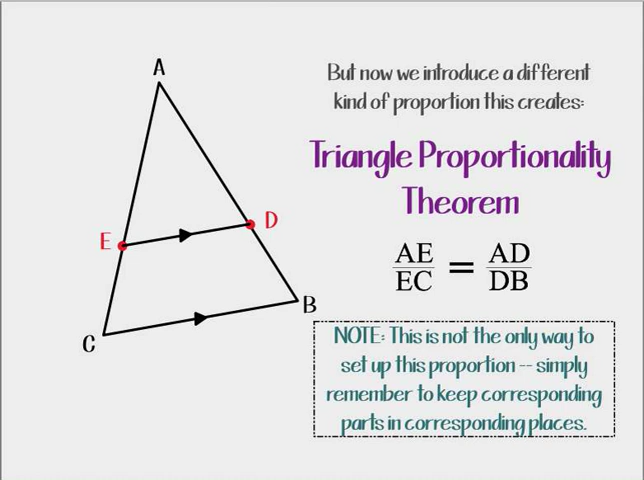 A
But now we introduce a different
kind of proportion this creates:
Triangle Proportionality
Theorem
E
D
AE
EC
=
AD
DB
B
C
NOTE: This is not the only way to
set up this proportion -- simply
remember to keep corresponding
parts in corresponding places.